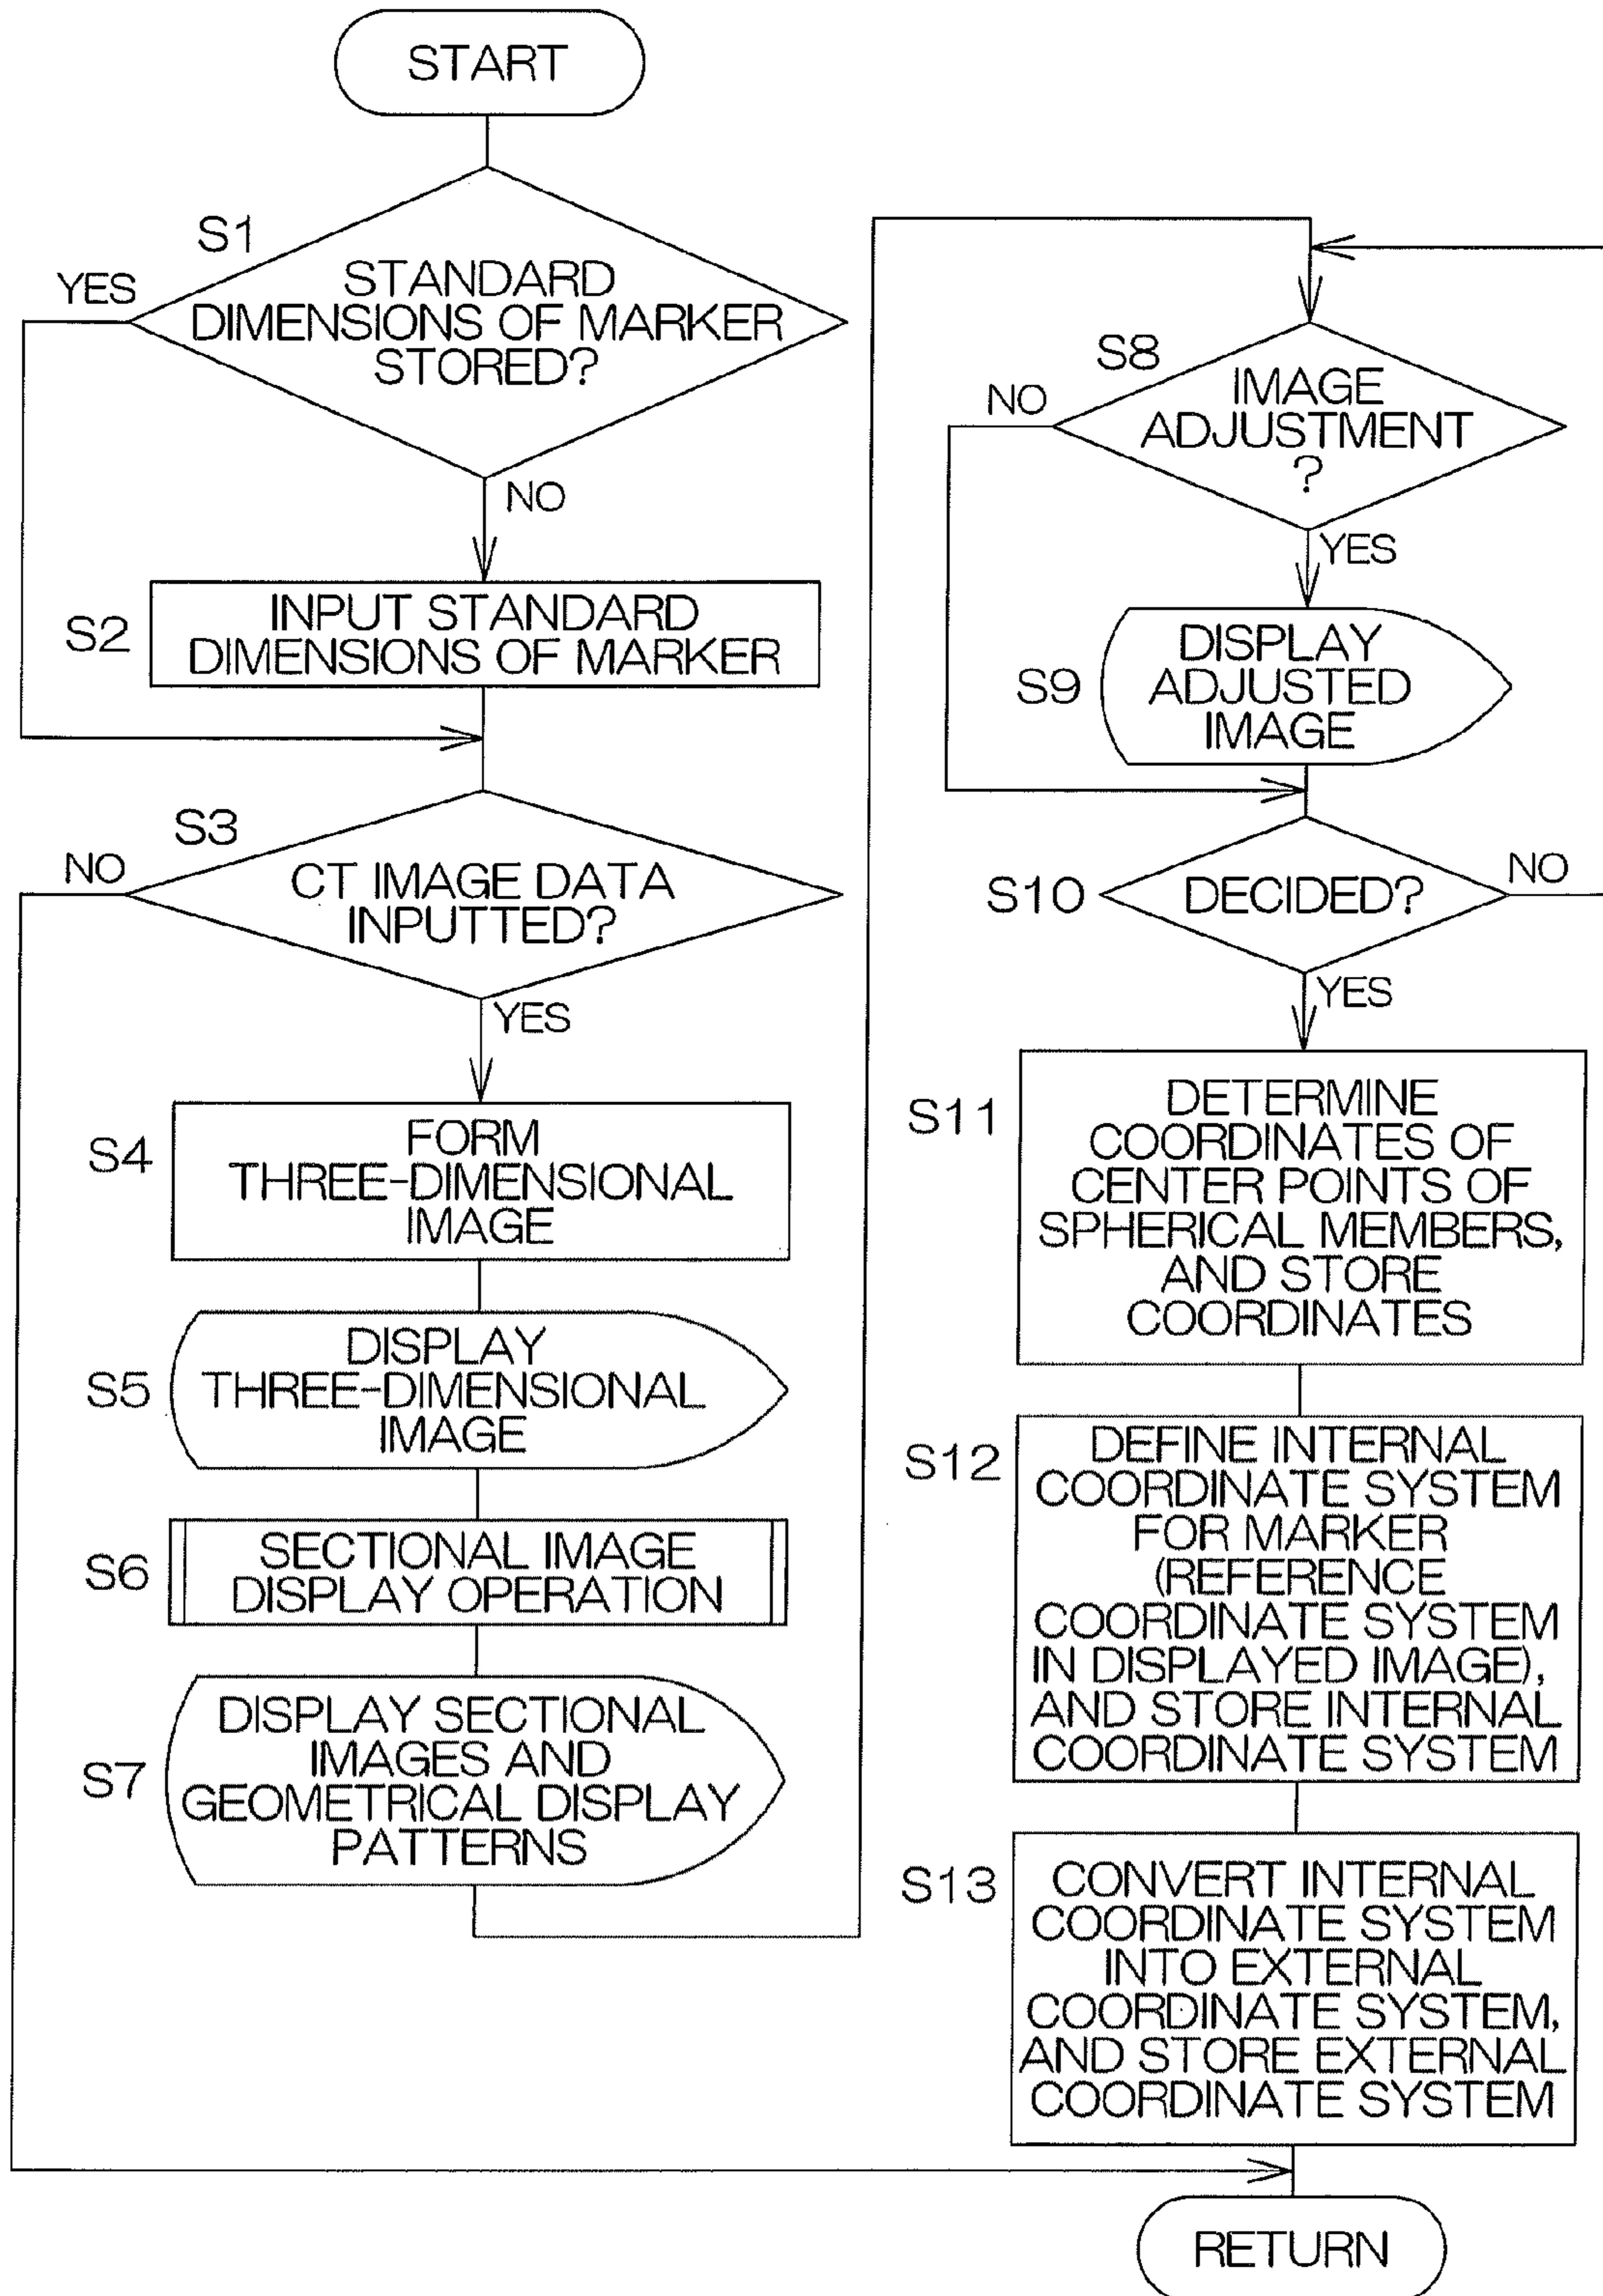 START
S1
YES
STANDARD
DIMENSIONS OF MARKER
STORED?
NO
S2
INPUT STANDARD
DIMENSIONS OF MARKER
S3
NO
CT IMAGE DATA
INPUTTED?
YES
S4
FORM
THREE-DIMENSIONAL
IMAGE
S5
DISPLAY
THREE-DIMENSIONAL
IMAGE
S6
SECTIONAL IMAGE
DISPLAY OPERATION
S7
DISPLAY SECTIONAL
IMAGES AND
GEOMETRICAL DISPLAY
PATTERNS
S8
NO
IMAGE
ADJUSTMENT
?
YES
S9
DISPLAY
ADJUSTED
IMAGE
S10
DECIDED?
NO
YES
S11
DETERMINE
COORDINATES OF
CENTER POINTS OF
SPHERICAL MEMBERS,
AND STORE
COORDINATES
S12
DEFINE INTERNAL
COORDINATE SYSTEM
FOR MARKER
(REFERENCE
COORDINATE SYSTEM
IN DISPLAYED IMAGE),
AND STORE INTERNAL
COORDINATE SYSTEM
S13
CONVERT INTERNAL
COORDINATE SYSTEM
INTO EXTERNAL
COORDINATE SYSTEM,
AND STORE EXTERNAL
COORDINATE SYSTEM
RETURN